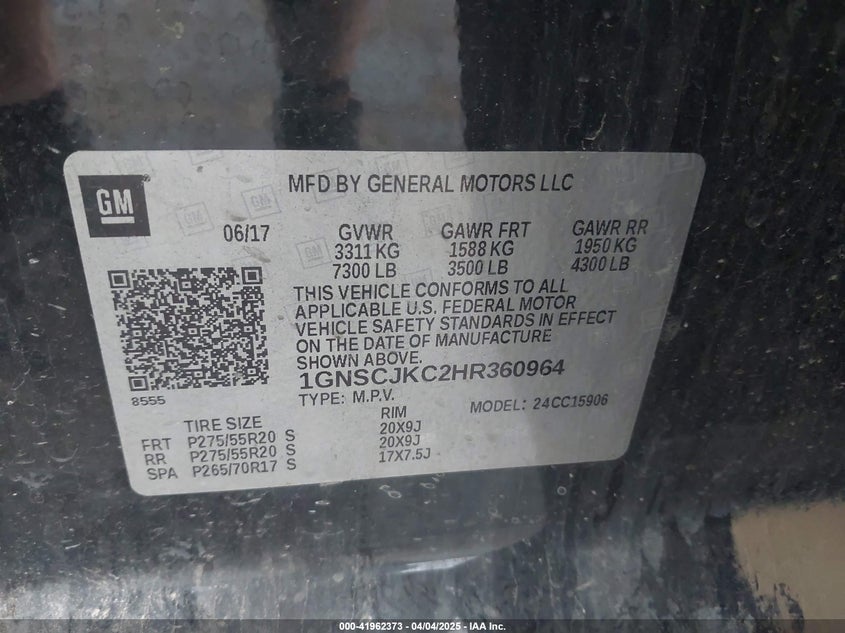 GM
MFD BY GENERAL MOTORS LLC
06/17 GVWR GAWR FRT GAWR RR
3311 KG 1588 KG 1950 KG
7300 LB 3500 LB 4300 LB
THIS VEHICLE CONFORMS TO ALL
APPLICABLE U.S. FEDERAL MOTOR
VEHICLE SAFETY STANDARDS IN EFFECT
ON THE DATE OF MANUFACTURE
SHOWN ABOVE.
1GNSCJKC2HR360964
8555
TYPE: M.P.V. MODEL: 24CC15906
TIRE SIZE RIM
FRT P275/55R20 S 20X9J
RR P275/55R20 S 20X9J
SPA P265/70R17 S 17X7.5J
000-41962373 - 04/04/2025 - IAA Inc.